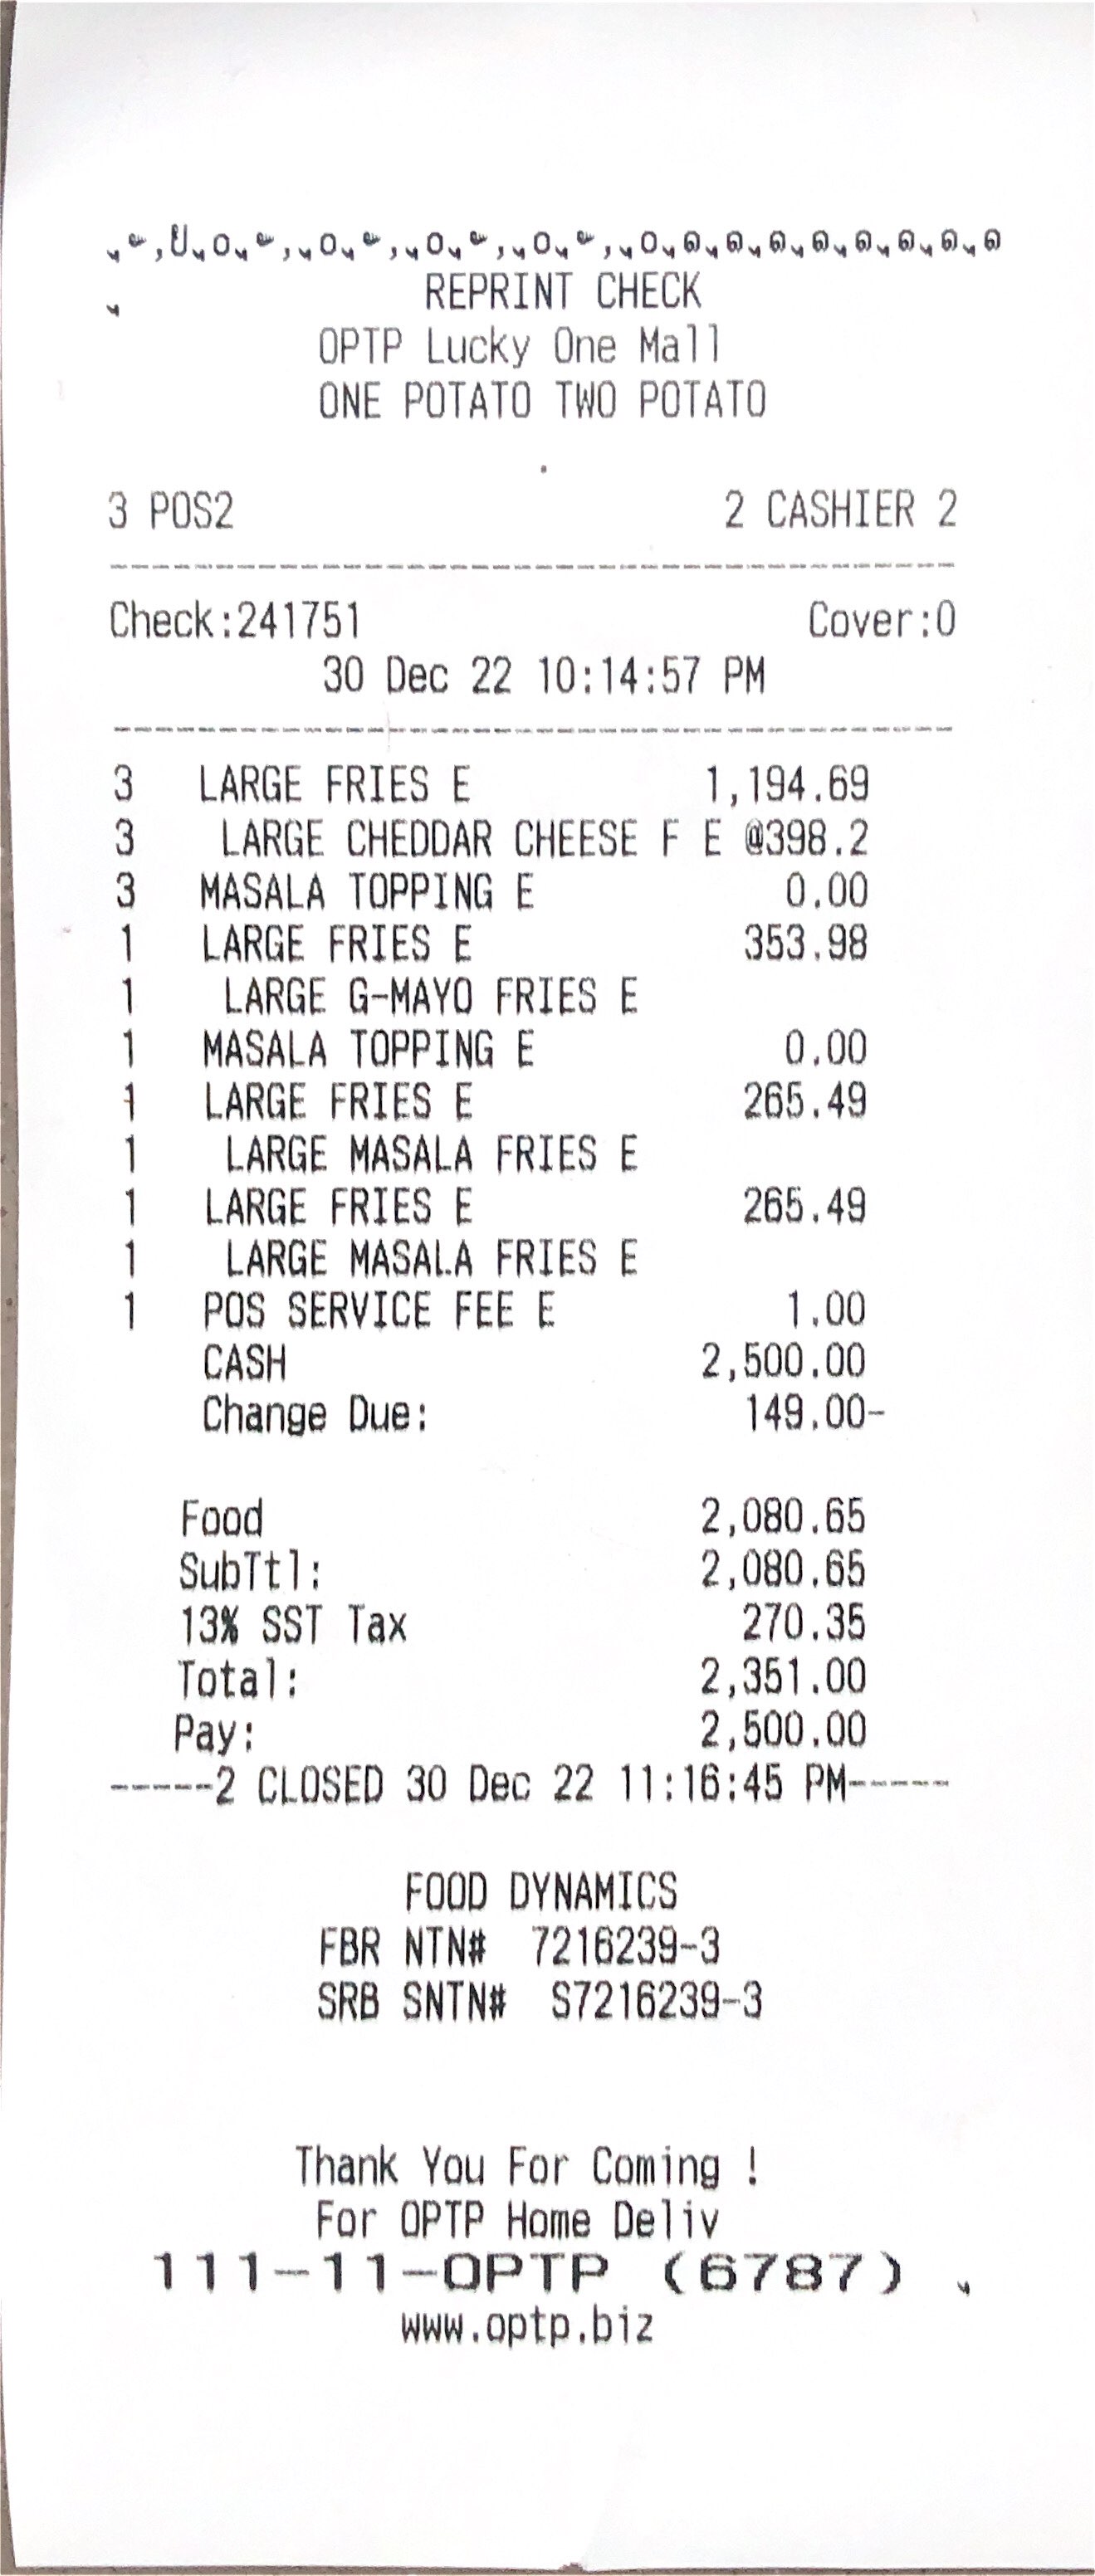 REPRINT CHECK
OPTP Lucky One Mall
ONE POTATO TWO POTATO
3 POS2 2 CASHIER 2
Check:241751 Cover:0
30 Dec 22 10:14:57 PM
3 LARGE FRIES E 1,194.69
3 LARGE CHEDDAR CHEESE F E @398.2
3 MASALA TOPPING E 0.00
1 LARGE FRIES E 353.98
1 LARGE G-MAYO FRIES E
1 MASALA TOPPING E 0.00
1 LARGE FRIES E 265.49
1 LARGE MASALA FRIES E
1 LARGE FRIES E 265.49
1 LARGE MASALA FRIES E
1 POS SERVICE FEE E 1.00
CASH 2,500.00
Change Due: 149.00-
Food 2,080.65
SubTtl: 2,080.65
13% SST Tax 270.35
Total: 2,351.00
Pay: 2,500.00
-----2 CLOSED 30 Dec 22 11:16:45 PM-----
FOOD DYNAMICS
FBR NTN# 7216239-3
SRB SNTN# S7216239-3
Thank You For Coming !
For OPTP Home Deliv
111-11-OPTP (6787)
www.optp.biz